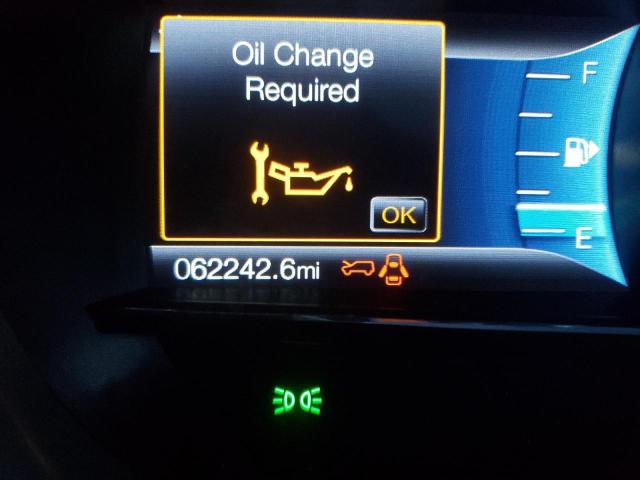 Oil Change
Required
F
OK
E
062242.6mi